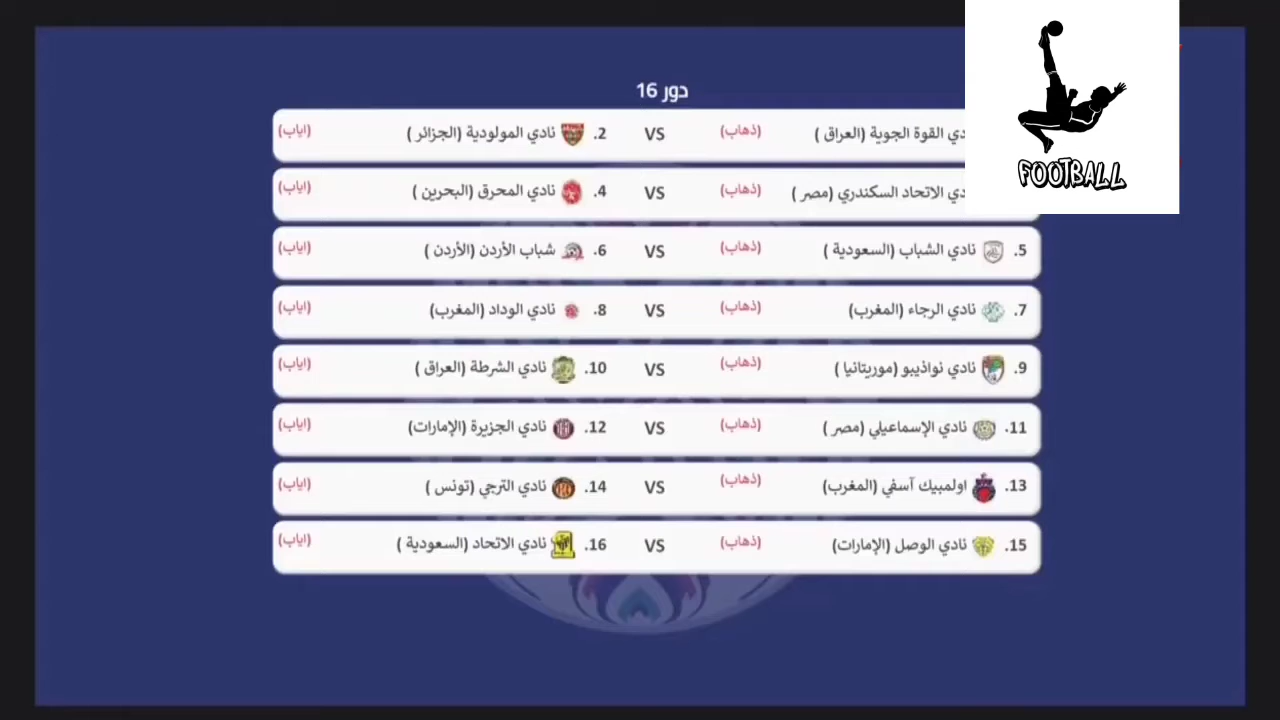 دور 16
القوة الجوية (العراق ) (ذهاب) VS 2. نادي المولودية (الجزائر ) (اياب)
الاتحاد السكندري (مصر ) (ذهاب) VS 4. نادي المحرق (البحرين ) (اياب)
5. نادي الشباب (السعودية ) (ذهاب) VS 6. شباب الأردن (الأردن ) (اياب)
7. نادي الرجاء (المغرب) (ذهاب) VS 8. نادي الوداد (المغرب) (اياب)
9. نادي نواذيبو (موريتانيا ) (ذهاب) VS 10. نادي الشرطة (العراق ) (اياب)
11. نادي الإسماعيلي (مصر ) (ذهاب) VS 12. نادي الجزيرة (الإمارات) (اياب)
13. اولمبيك آسفي (المغرب) (ذهاب) VS 14. نادي الترجي (تونس ) (اياب)
15. نادي الوصل (الإمارات) (ذهاب) VS 16. نادي الاتحاد (السعودية ) (اياب)
FOOTBALL